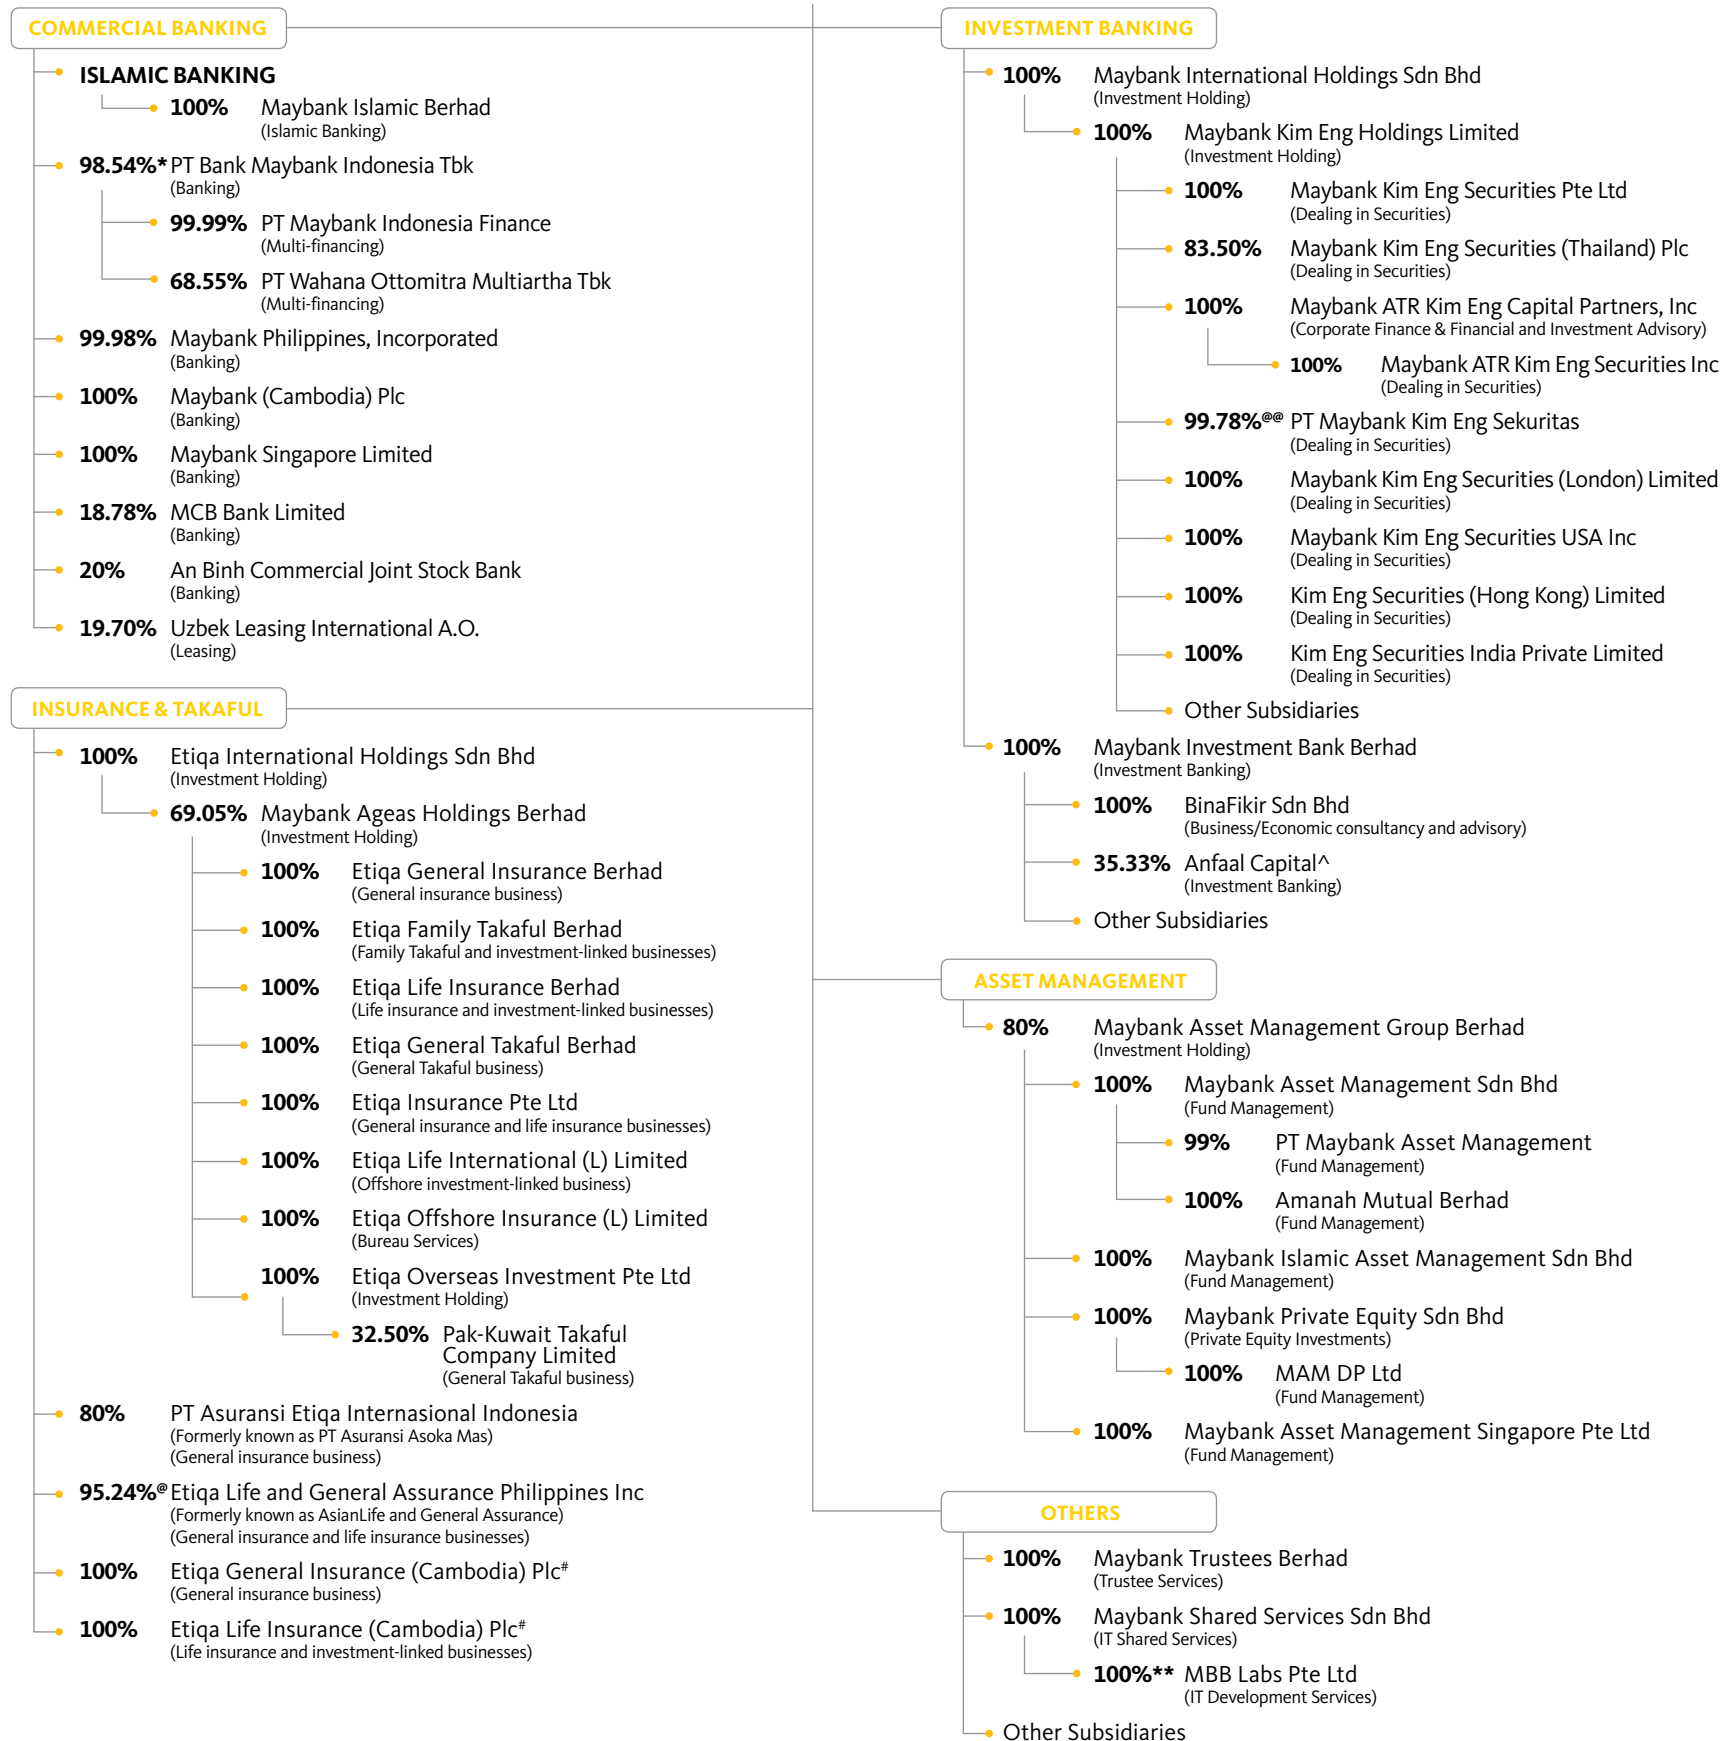 COMMERCIAL BANKING
ISLAMIC BANKING
100% Maybank Islamic Berhad
(Islamic Banking)
98.54%* PT Bank Maybank Indonesia Tbk
(Banking)
99.99% PT Maybank Indonesia Finance
(Multi-financing)
68.55% PT Wahana Ottomitra Multiartha Tbk
(Multi-financing)
99.98% Maybank Philippines, Incorporated
(Banking)
100% Maybank (Cambodia) Plc
(Banking)
100% Maybank Singapore Limited
(Banking)
18.78% MCB Bank Limited
(Banking)
20% An Binh Commercial Joint Stock Bank
(Banking)
19.70% Uzbek Leasing International A.O.
(Leasing)
INSURANCE & TAKAFUL
100% Etiqa International Holdings Sdn Bhd
(Investment Holding)
69.05% Maybank Ageas Holdings Berhad
(Investment Holding)
100% Etiqa General Insurance Berhad
(General insurance business)
100% Etiqa Family Takaful Berhad
(Family Takaful and investment-linked businesses)
100% Etiqa Life Insurance Berhad
(Life insurance and investment-linked businesses)
100% Etiqa General Takaful Berhad
(General Takaful business)
100% Etiqa Insurance Pte Ltd
(General insurance and life insurance businesses)
100% Etiqa Life International (L) Limited
(Offshore investment-linked business)
100% Etiqa Offshore Insurance (L) Limited
(Bureau Services)
100% Etiqa Overseas Investment Pte Ltd
(Investment Holding)
32.50% Pak-Kuwait Takaful
Company Limited
(General Takaful business)
80% PT Asuransi Etiqa Internasional Indonesia
(Formerly known as PT Asuransi Asoka Mas)
(General insurance business)
95.24%@ Etiqa Life and General Assurance Philippines Inc
(Formerly known as AsianLife and General Assurance)
(General insurance and life insurance businesses)
100% Etiqa General Insurance (Cambodia) Plc#
(General insurance business)
100% Etiqa Life Insurance (Cambodia) Plc#
(Life insurance and investment-linked businesses)
INVESTMENT BANKING
100% Maybank International Holdings Sdn Bhd
(Investment Holding)
100% Maybank Kim Eng Holdings Limited
(Investment Holding)
100% Maybank Kim Eng Securities Pte Ltd
(Dealing in Securities)
83.50% Maybank Kim Eng Securities (Thailand) Plc
(Dealing in Securities)
100% Maybank ATR Kim Eng Capital Partners, Inc
(Corporate Finance & Financial and Investment Advisory)
100% Maybank ATR Kim Eng Securities Inc
(Dealing in Securities)
99.78%@@ PT Maybank Kim Eng Sekuritas
(Dealing in Securities)
100% Maybank Kim Eng Securities (London) Limited
(Dealing in Securities)
100% Maybank Kim Eng Securities USA Inc
(Dealing in Securities)
100% Kim Eng Securities (Hong Kong) Limited
(Dealing in Securities)
100% Kim Eng Securities India Private Limited
(Dealing in Securities)
Other Subsidiaries
100% Maybank Investment Bank Berhad
(Investment Banking)
100% BinaFikir Sdn Bhd
(Business/Economic consultancy and advisory)
35.33% Anfaal Capital^
(Investment Banking)
Other Subsidiaries
ASSET MANAGEMENT
80% Maybank Asset Management Group Berhad
(Investment Holding)
100% Maybank Asset Management Sdn Bhd
(Fund Management)
99% PT Maybank Asset Management
(Fund Management)
100% Amanah Mutual Berhad
(Fund Management)
100% Maybank Islamic Asset Management Sdn Bhd
(Fund Management)
100% Maybank Private Equity Sdn Bhd
(Private Equity Investments)
100% MAM DP Ltd
(Fund Management)
100% Maybank Asset Management Singapore Pte Ltd
(Fund Management)
OTHERS
100% Maybank Trustees Berhad
(Trustee Services)
100% Maybank Shared Services Sdn Bhd
(IT Shared Services)
100%** MBB Labs Pte Ltd
(IT Development Services)
Other Subsidiaries